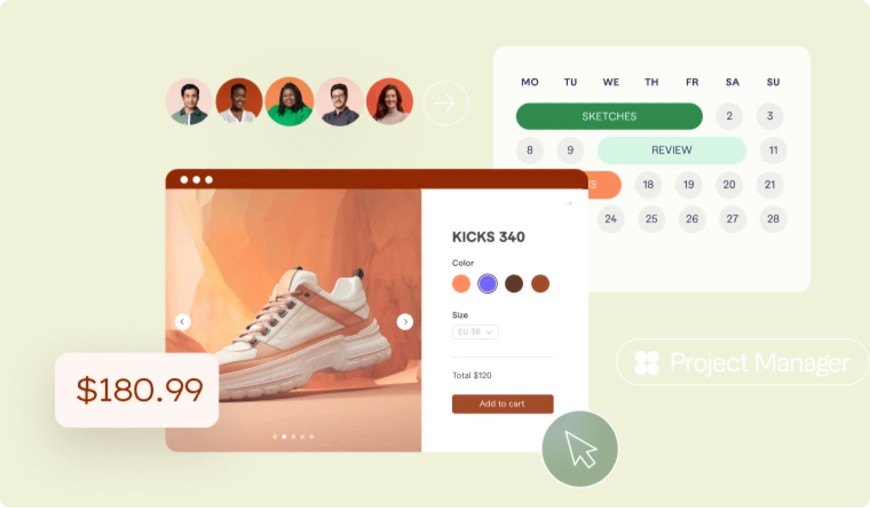 MO TU WE TH FR SA SU
SKETCHES 2 3
8 9 REVIEW 11
18 19 20 21
24 25 26 27 28
KICKS 340
Color
Size
EU 38
Total $120
Add to cart
$180.99
Project Manager